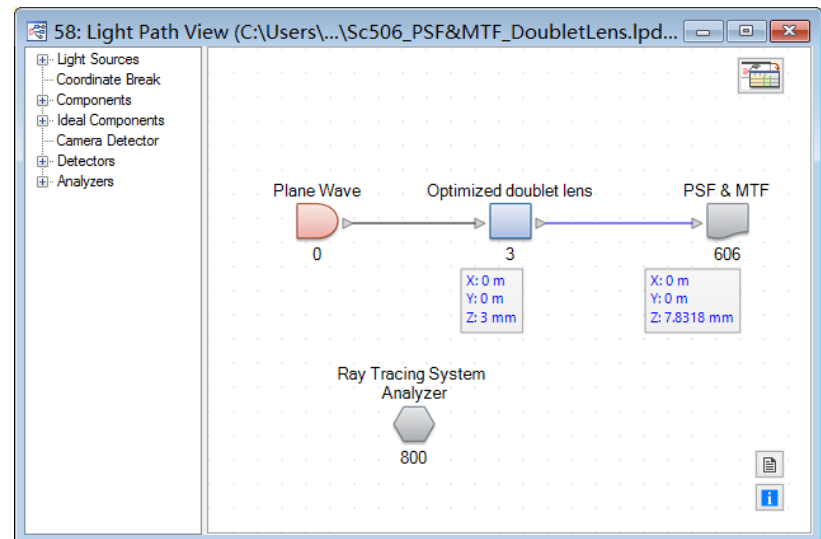 58: Light Path View (C:\Users\...\Sc506_PSF&MTF_DoubletLens.lpd...
Light Sources
Coordinate Break
Components
Ideal Components
Camera Detector
Detectors
Analyzers
Plane Wave
Optimized doublet lens
PSF & MTF
0
3
606
X: 0 m
Y: 0 m
Z: 3 mm
X: 0 m
Y: 0 m
Z: 7.8318 mm
Ray Tracing System
Analyzer
800